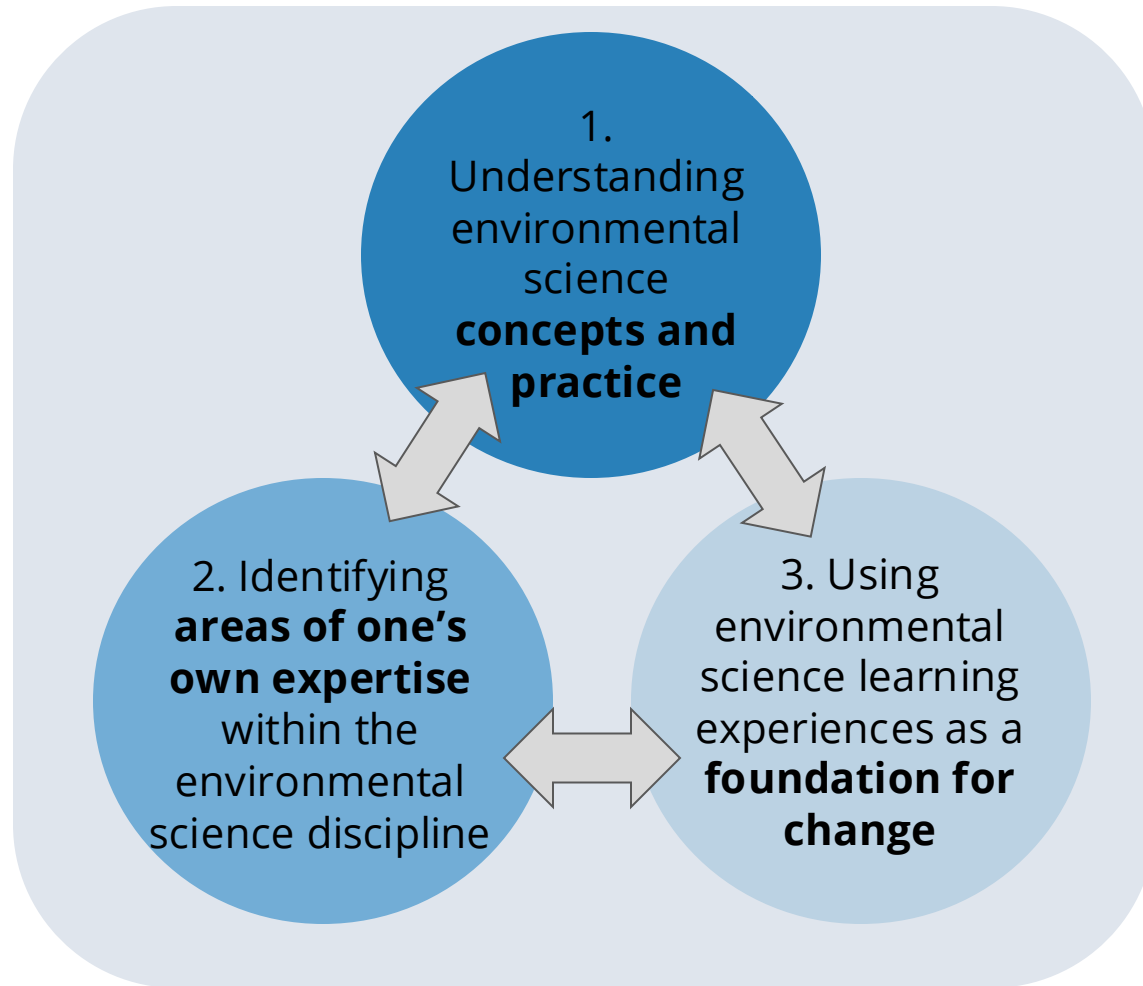 1.
Understanding
environmental
science
concepts and
practice
2. Identifying
areas of one’s
own expertise
within the
environmental
science discipline
3. Using
environmental
science learning
experiences as a
foundation for
change